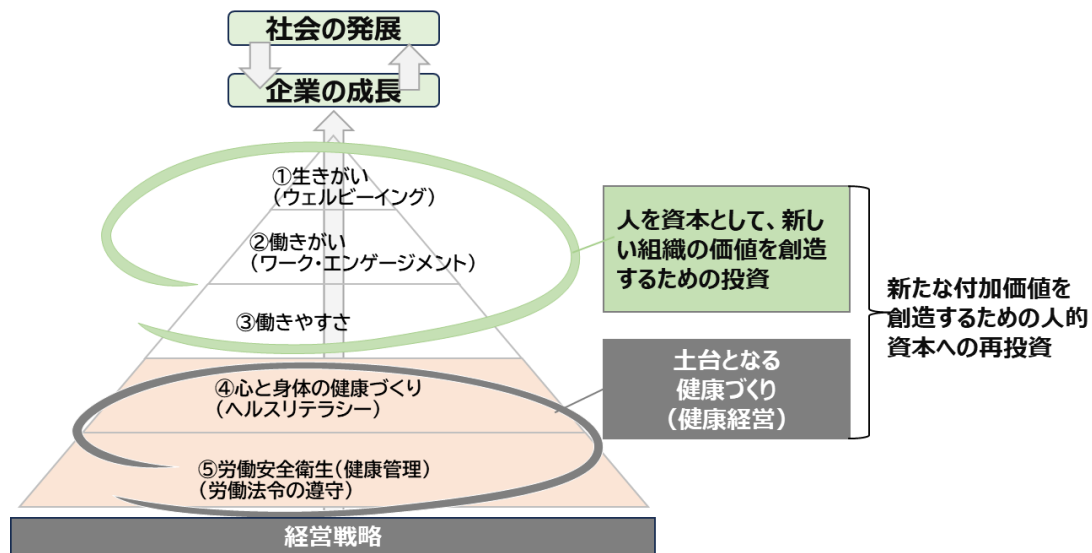 社会の発展
企業の成長
①生きがい
（ウェルビーイング）
②働きがい
（ワーク・エンゲージメント）
③働きやすさ
④心と身体の健康づくり
（ヘルスリテラシー）
⑤労働安全衛生（健康管理）
（労働法令の遵守）
経営戦略
人を資本として、新し
い組織の価値を創造
するための投資
土台となる
健康づくり
（健康経営）
新たな付加価値を
創造するための人的
資本への再投資